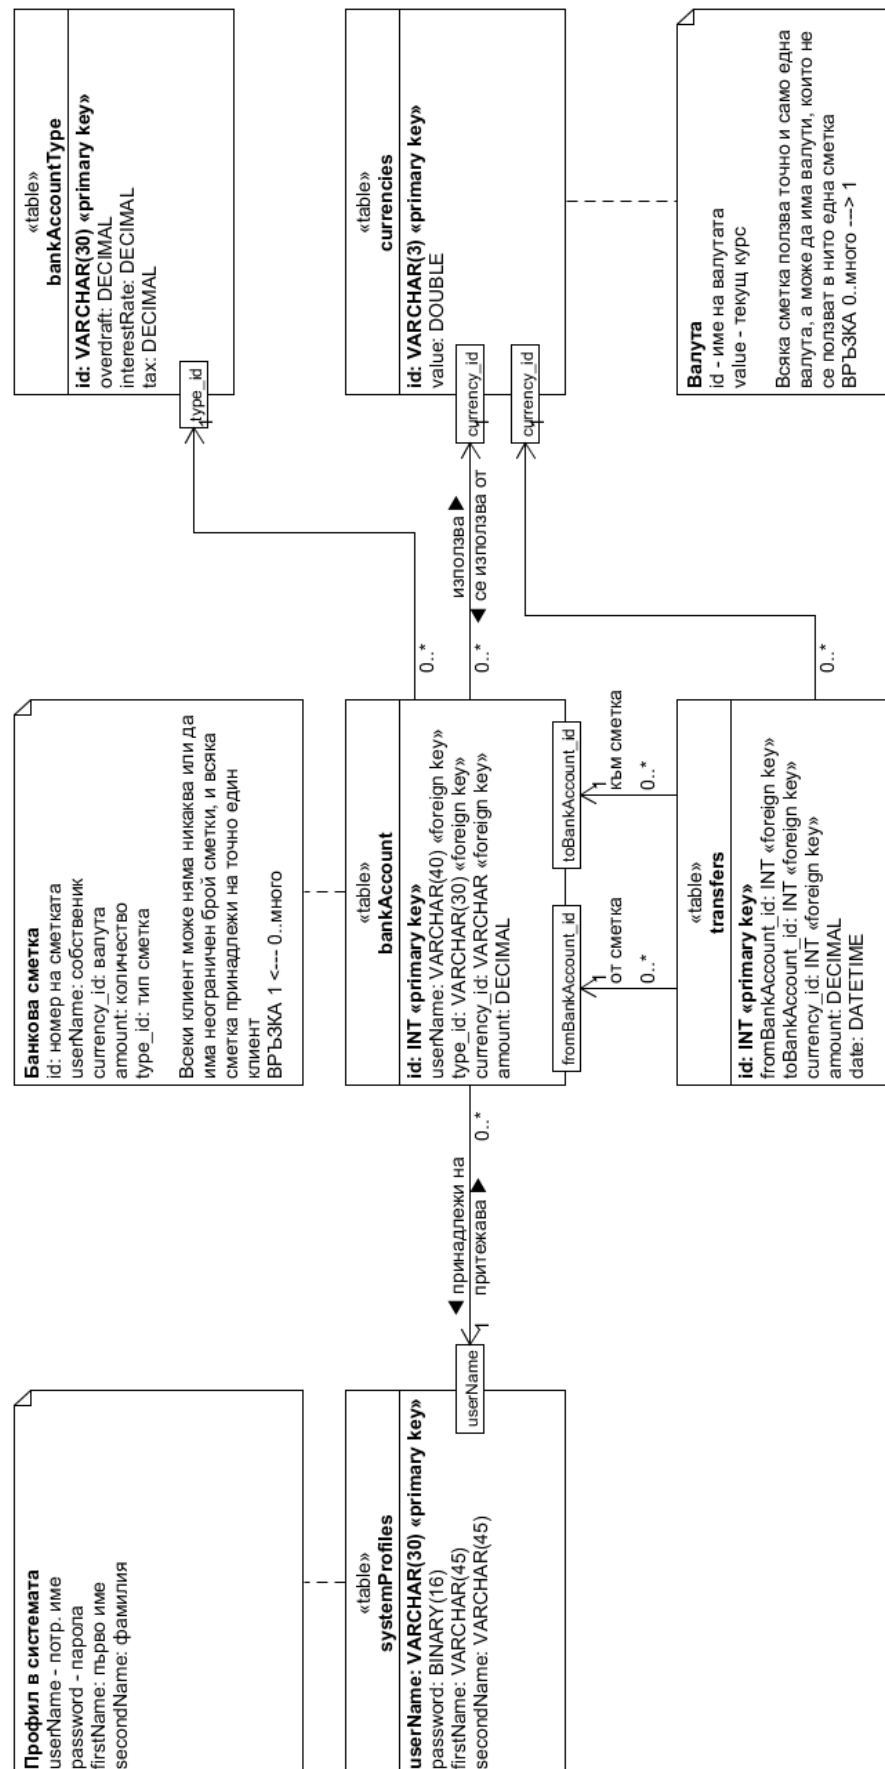 Профил в системата
userName - потр. име
password - парола
firstName: първо име
secondName: фамилия
«table»
systemProfiles
userName: VARCHAR(30) «primary key»
password: BINARY(16)
firstName: VARCHAR(45)
secondName: VARCHAR(45)
userName
1
◀ принадлежи на
притежава ▶
0..*
Банкова сметка
id: номер на сметката
userName: собственик
currency_id: валута
amount: количество
type_id: тип сметка
Всеки клиент може няма никаква или да
има неограничен брой сметки, и всяка
сметка принадлежи на точно един
клиент
ВРЪЗКА 1 <--- 0..много
«table»
bankAccount
id: INT «primary key»
userName: VARCHAR(40) «foreign key»
type_id: VARCHAR(30) «foreign key»
currency_id: VARCHAR «foreign key»
amount: DECIMAL
fromBankAccount_id
toBankAccount_id
1
от сметка
0..*
1
към сметка
0..*
«table»
transfers
id: INT «primary key»
fromBankAccount_id: INT «foreign key»
toBankAccount_id: INT «foreign key»
currency_id: INT «foreign key»
amount: DECIMAL
date: DATETIME
0..*
0..*
0..*
използва ▶
◀ се използва от
«table»
bankAccountType
id: VARCHAR(30) «primary key»
overdraft: DECIMAL
interestRate: DECIMAL
tax: DECIMAL
type_id
1
«table»
currencies
id: VARCHAR(3) «primary key»
value: DOUBLE
currency_id
1
currency_id
1
Валута
id - име на валутата
value - текущ курс
Всяка сметка ползва точно и само една
валута, а може да има валути, които не
се ползват в нито една сметка
ВРЪЗКА 0..много ---> 1